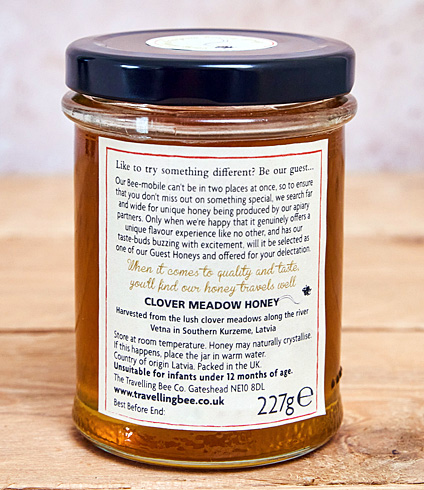 Like to try something different? Be our guest...
Our Bee-mobile can't be in two places at once, so to ensure
that you don't miss out on something special, we search far
and wide for unique honey being produced by our apiary
partners. Only when we're happy that it genuinely offers a
unique flavour experience like no other, and has our
taste-buds buzzing with excitement, will it be selected as
one of our Guest Honeys and offered for your delectation.
When it comes to quality and taste,
you'll find our honey travels well
CLOVER MEADOW HONEY
Harvested from the lush clover meadows along the river
Vetna in Southern Kurzeme, Latvia
Store at room temperature. Honey may naturally crystallise.
If this happens, place the jar in warm water.
Country of origin Latvia. Packed in the UK.
Unsuitable for infants under 12 months of age.
The Travelling Bee Co. Gateshead NE10 8DL
www.travellingbee.co.uk
Best Before End:
227g℮